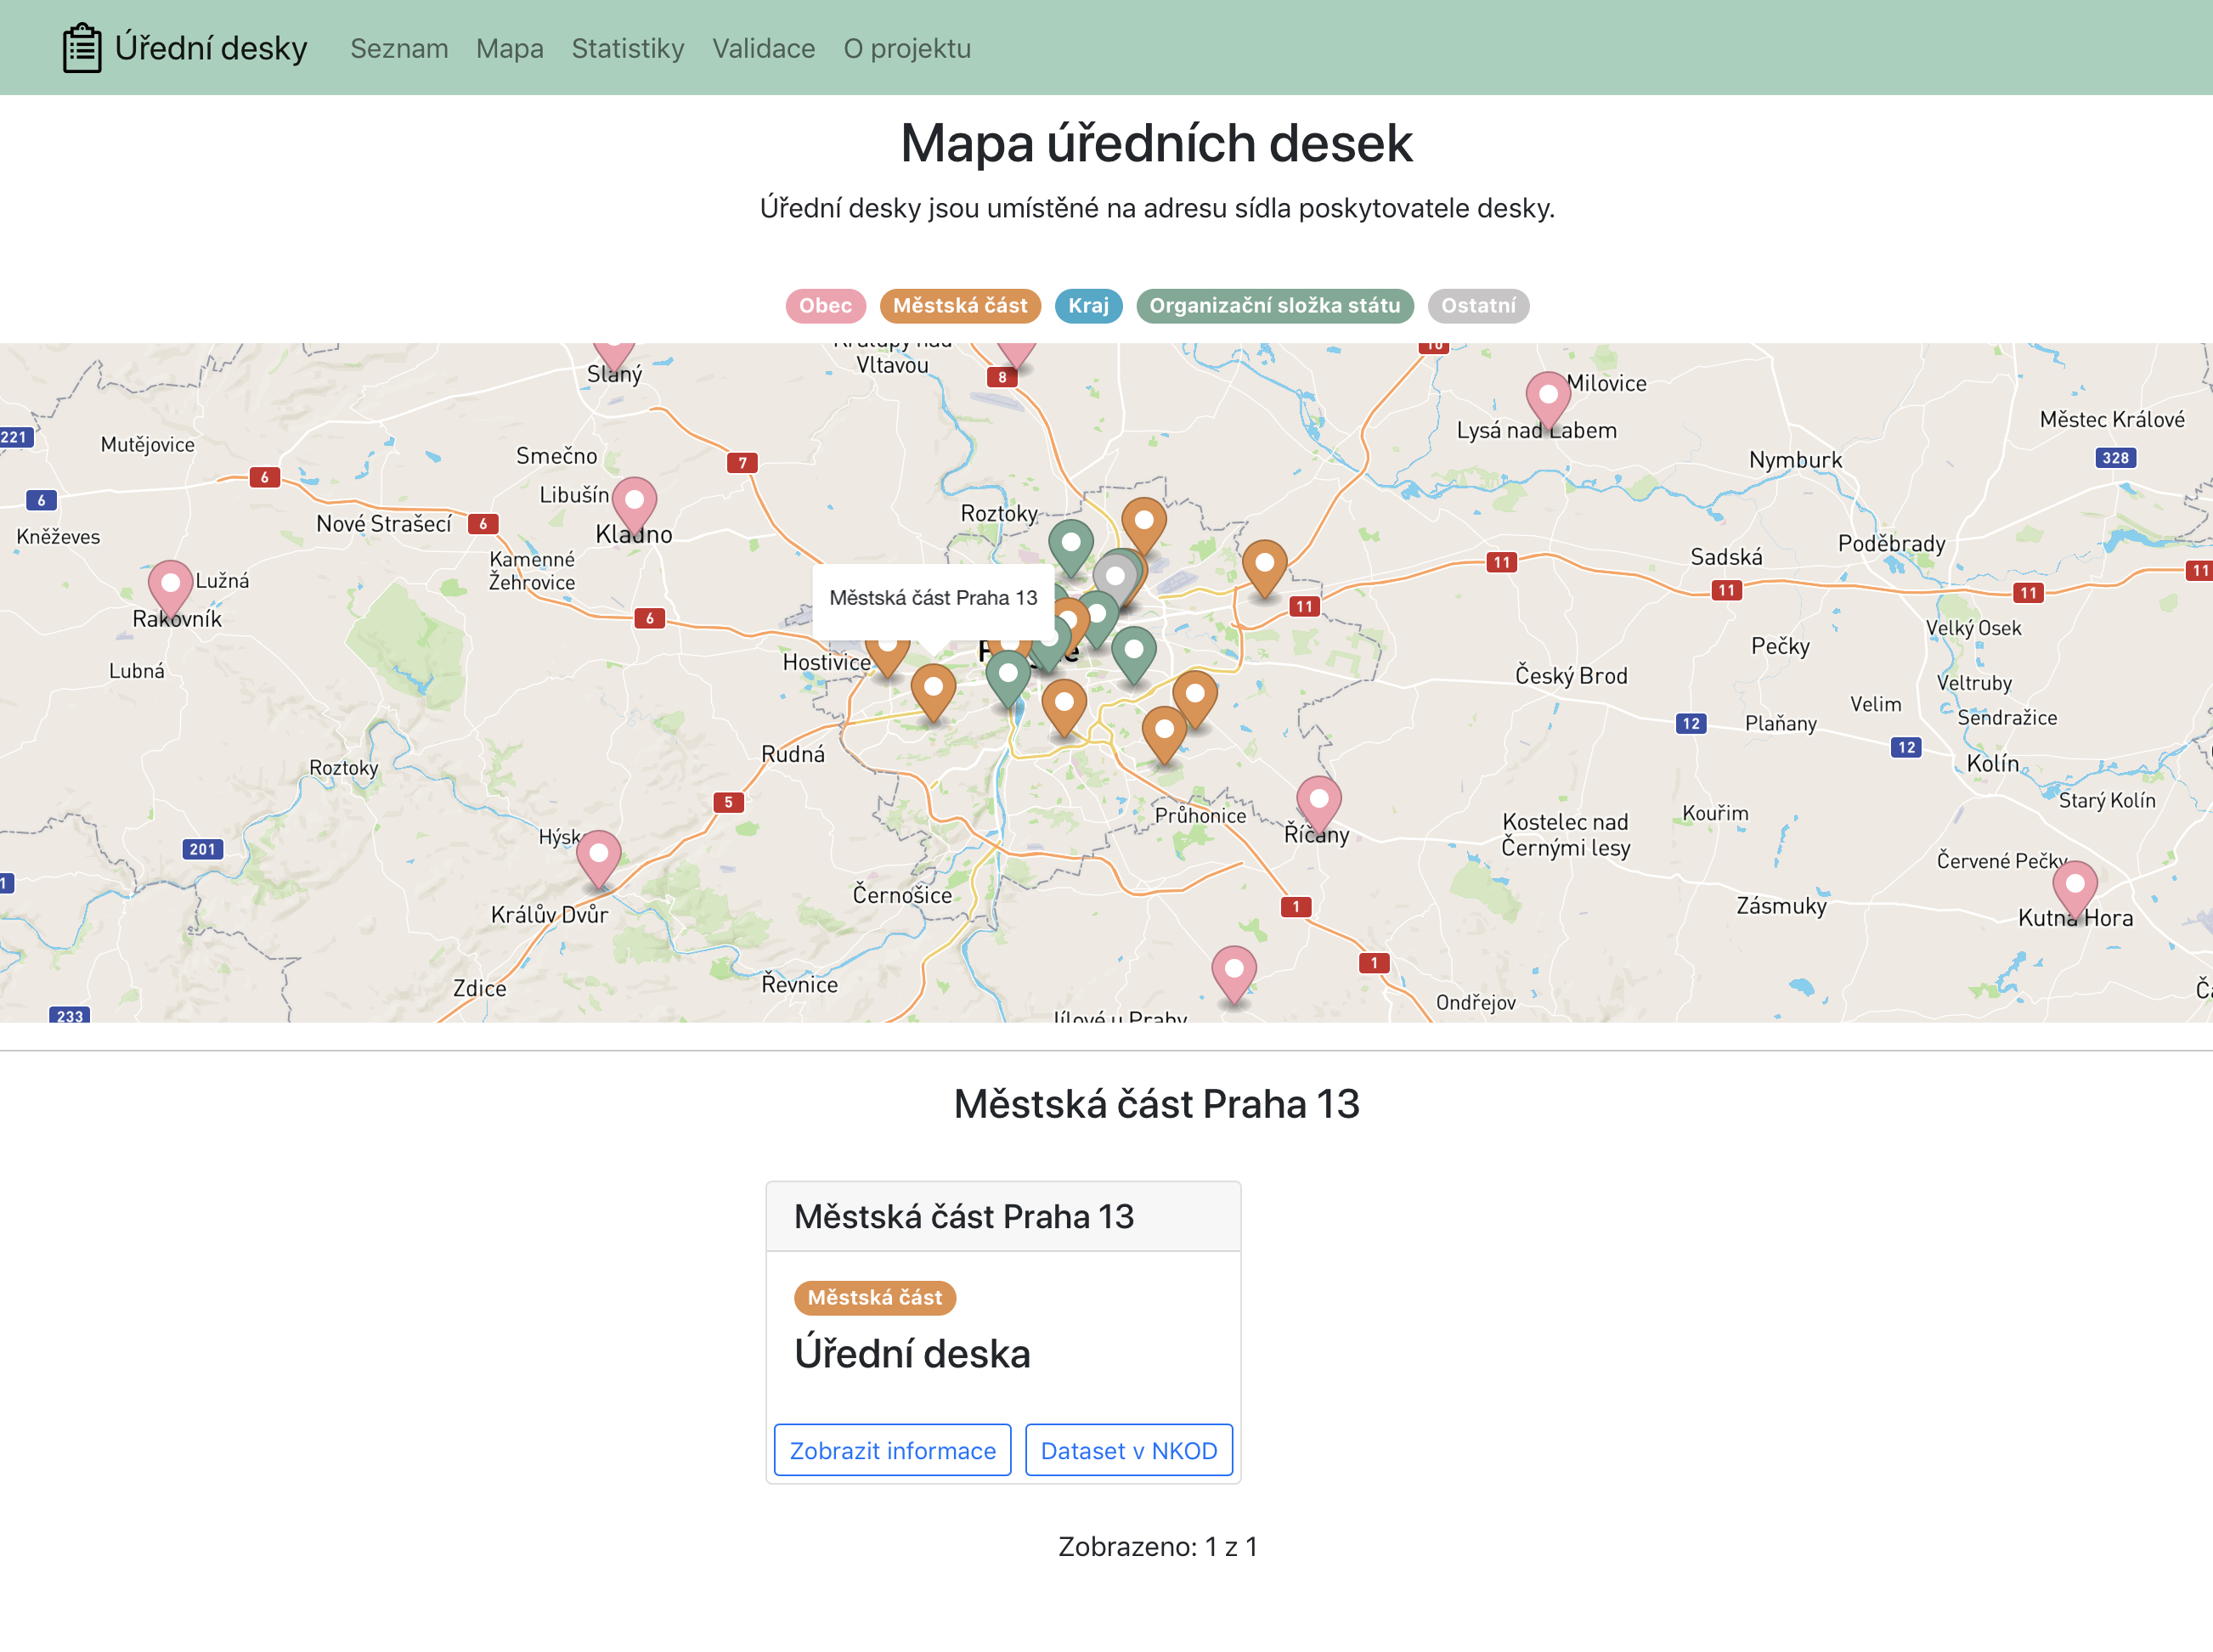 Úřední desky
Seznam
Mapa
Statistiky
Validace
O projektu
Mapa úředních desek
Úřední desky jsou umístěné na adresu sídla poskytovatele desky.
Obec
Městská část
Kraj
Organizační složka státu
Ostatní
Slaný
Kralupy nad
Vltavou
8
10
Milovice
Lysá nad Labem
Městec Králové
328
221
Mutějovice
Smečno
7
Nymburk
6
6
Libušín
Nové Strašecí
6
Kladno
Roztoky
Kněževes
Kamenné
Žehrovice
Poděbrady
Sadská
11
11
11
11
11
Lužná
Rakovník
6
Městská část Praha 13
Velký Osek
Pečky
Hostivice
Lubná
Český Brod
Veltruby
Velim
Sendražice
12
Plaňany
12
Rudná
Roztoky
Kolín
5
Starý Kolín
Průhonice
Říčany
Kouřim
Kostelec nad
Černými lesy
201
1
Červené Pečky
Černošice
Králův Dvůr
1
Zásmuky
Kutná Hora
1
Zdice
Řevnice
Ondřejov
233
Jílové u Prahy
Městská část Praha 13
Městská část Praha 13
Městská část
Úřední deska
Zobrazit informace
Dataset v NKOD
Zobrazeno: 1 z 1